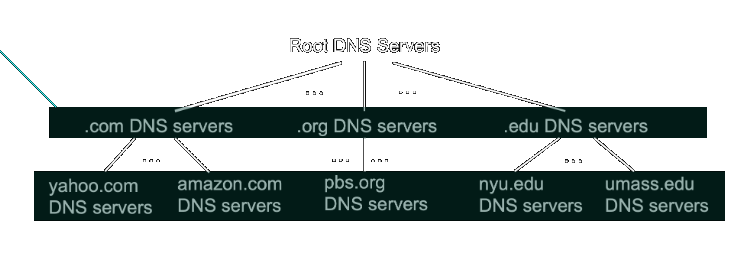 Root DNS Servers
... ...
.com DNS servers .org DNS servers .edu DNS servers
... ... ... ...
yahoo.com amazon.com pbs.org nyu.edu umass.edu
DNS servers DNS servers DNS servers DNS servers DNS servers